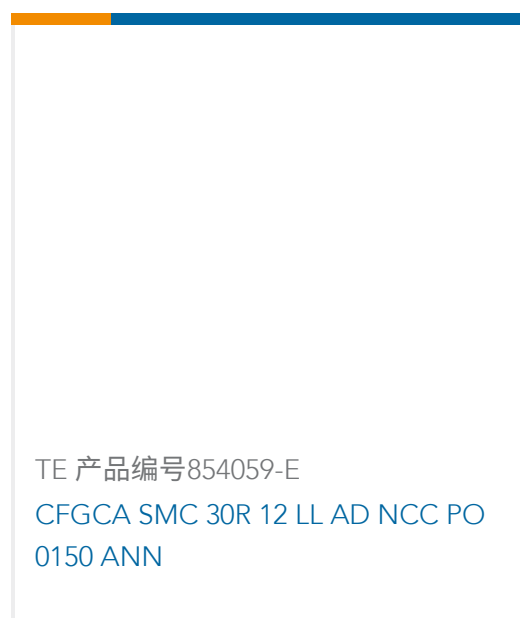 TE 产品编号854059-E
CFGCA SMC 30R 12 LL AD NCC PO
0150 ANN